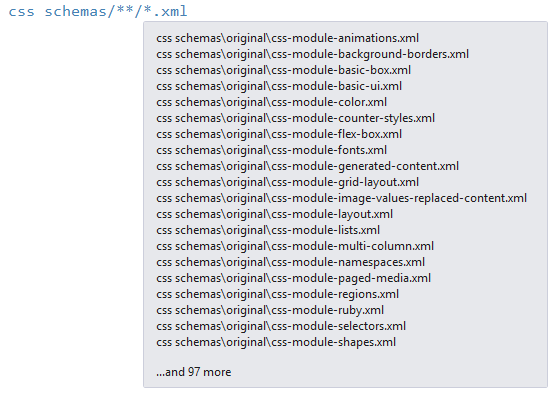 css schemas/**/*.xml
css schemas\original\css-module-animations.xml
css schemas\original\css-module-background-borders.xml
css schemas\original\css-module-basic-box.xml
css schemas\original\css-module-basic-ui.xml
css schemas\original\css-module-color.xml
css schemas\original\css-module-counter-styles.xml
css schemas\original\css-module-flex-box.xml
css schemas\original\css-module-fonts.xml
css schemas\original\css-module-generated-content.xml
css schemas\original\css-module-grid-layout.xml
css schemas\original\css-module-image-values-replaced-content.xml
css schemas\original\css-module-layout.xml
css schemas\original\css-module-lists.xml
css schemas\original\css-module-multi-column.xml
css schemas\original\css-module-namespaces.xml
css schemas\original\css-module-paged-media.xml
css schemas\original\css-module-regions.xml
css schemas\original\css-module-ruby.xml
css schemas\original\css-module-selectors.xml
css schemas\original\css-module-shapes.xml
...and 97 more